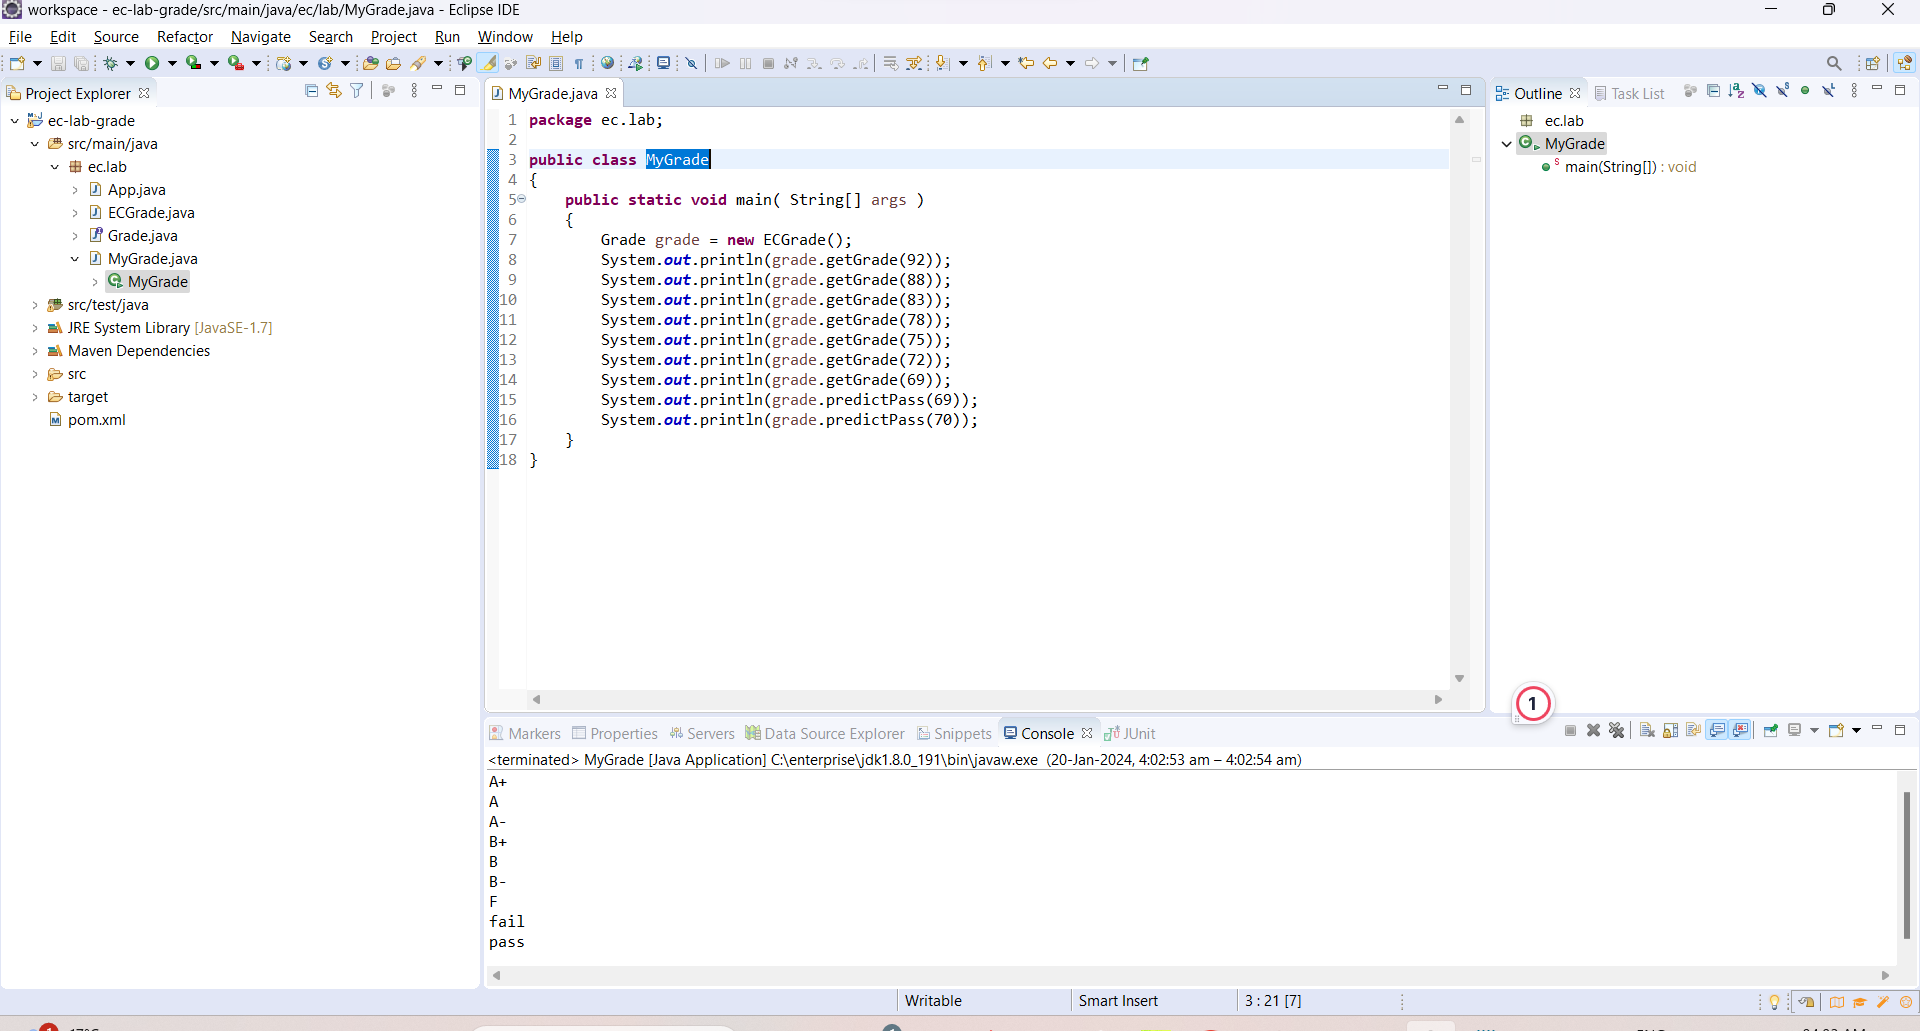 workspace - ec-lab-grade/src/main/java/ec/lab/MyGrade.java - Eclipse IDE
File Edit Source Refactor Navigate Search Project Run Window Help
Project Explorer
ec-lab-grade
src/main/java
ec.lab
App.java
ECGrade.java
Grade.java
MyGrade.java
MyGrade
src/test/java
JRE System Library [JavaSE-1.7]
Maven Dependencies
src
target
pom.xml
MyGrade.java
1 package ec.lab;
2
3 public class MyGrade
4 {
5 public static void main( String[] args )
6 {
7 Grade grade = new ECGrade();
8 System.out.println(grade.getGrade(92));
9 System.out.println(grade.getGrade(88));
10 System.out.println(grade.getGrade(83));
11 System.out.println(grade.getGrade(78));
12 System.out.println(grade.getGrade(75));
13 System.out.println(grade.getGrade(72));
14 System.out.println(grade.getGrade(69));
15 System.out.println(grade.predictPass(69));
16 System.out.println(grade.predictPass(70));
17 }
18 }
Outline Task List
ec.lab
MyGrade
main(String[]) : void
1
Markers Properties Servers Data Source Explorer Snippets Console JUnit
<terminated> MyGrade [Java Application] C:\enterprise\jdk1.8.0_191\bin\javaw.exe (20-Jan-2024, 4:02:53 am – 4:02:54 am)
A+
A
A-
B+
B
B-
F
fail
pass
Writable Smart Insert 3 : 21 [7]